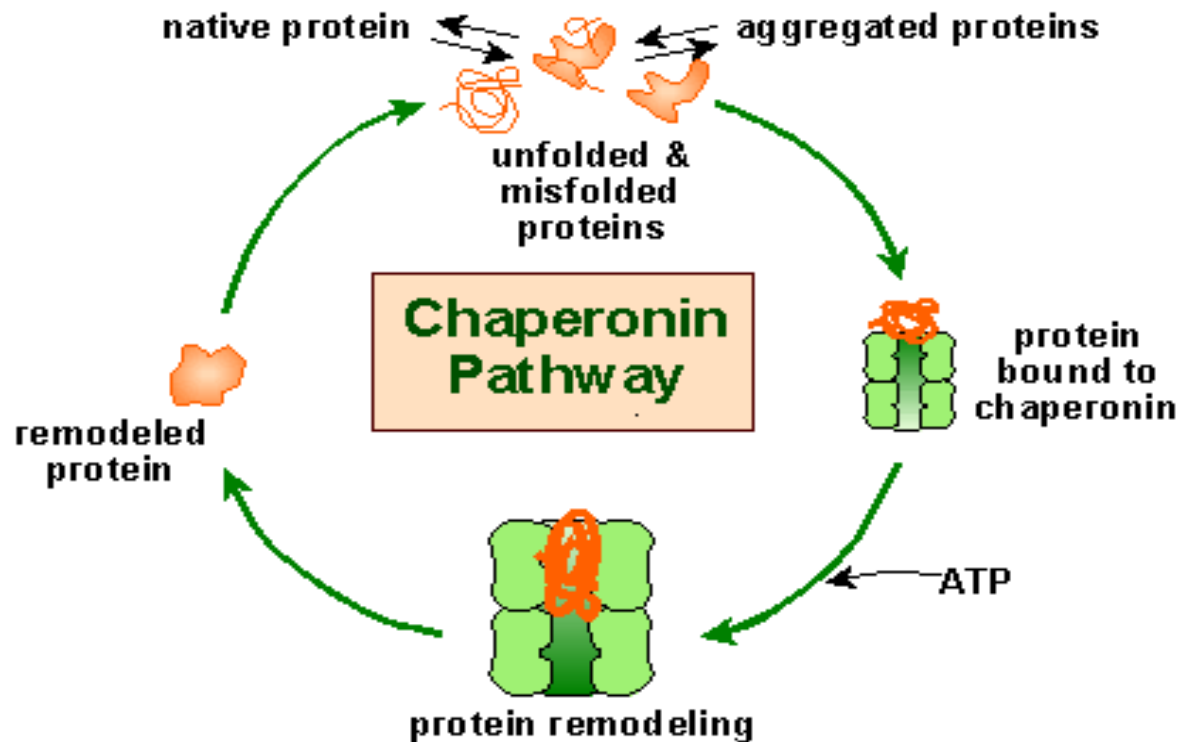 native protein
aggregated proteins
unfolded &
misfolded
proteins
Chaperonin
Pathway
protein
bound to
chaperonin
remodeled
protein
ATP
protein remodeling